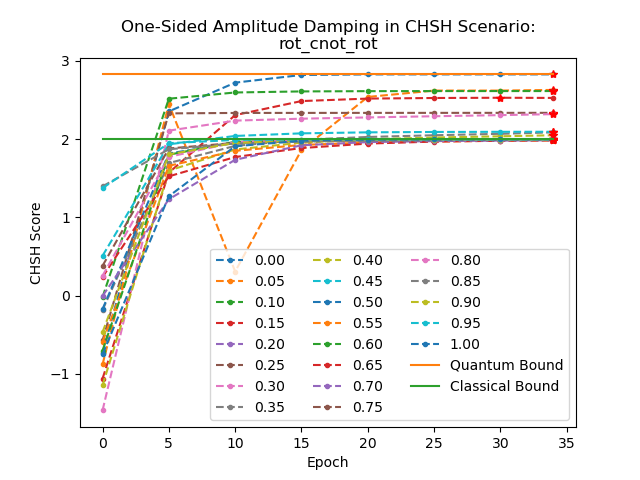 One-Sided Amplitude Damping in CHSH Scenario:
rot_cnot_rot
3
2
1
0
−1
CHSH Score
0.00 0.40 0.80
0.05 0.45 0.85
0.10 0.50 0.90
0.15 0.55 0.95
0.20 0.60 1.00
0.25 0.65 Quantum Bound
0.30 0.70 Classical Bound
0.35 0.75
0 5 10 15 20 25 30 35
Epoch